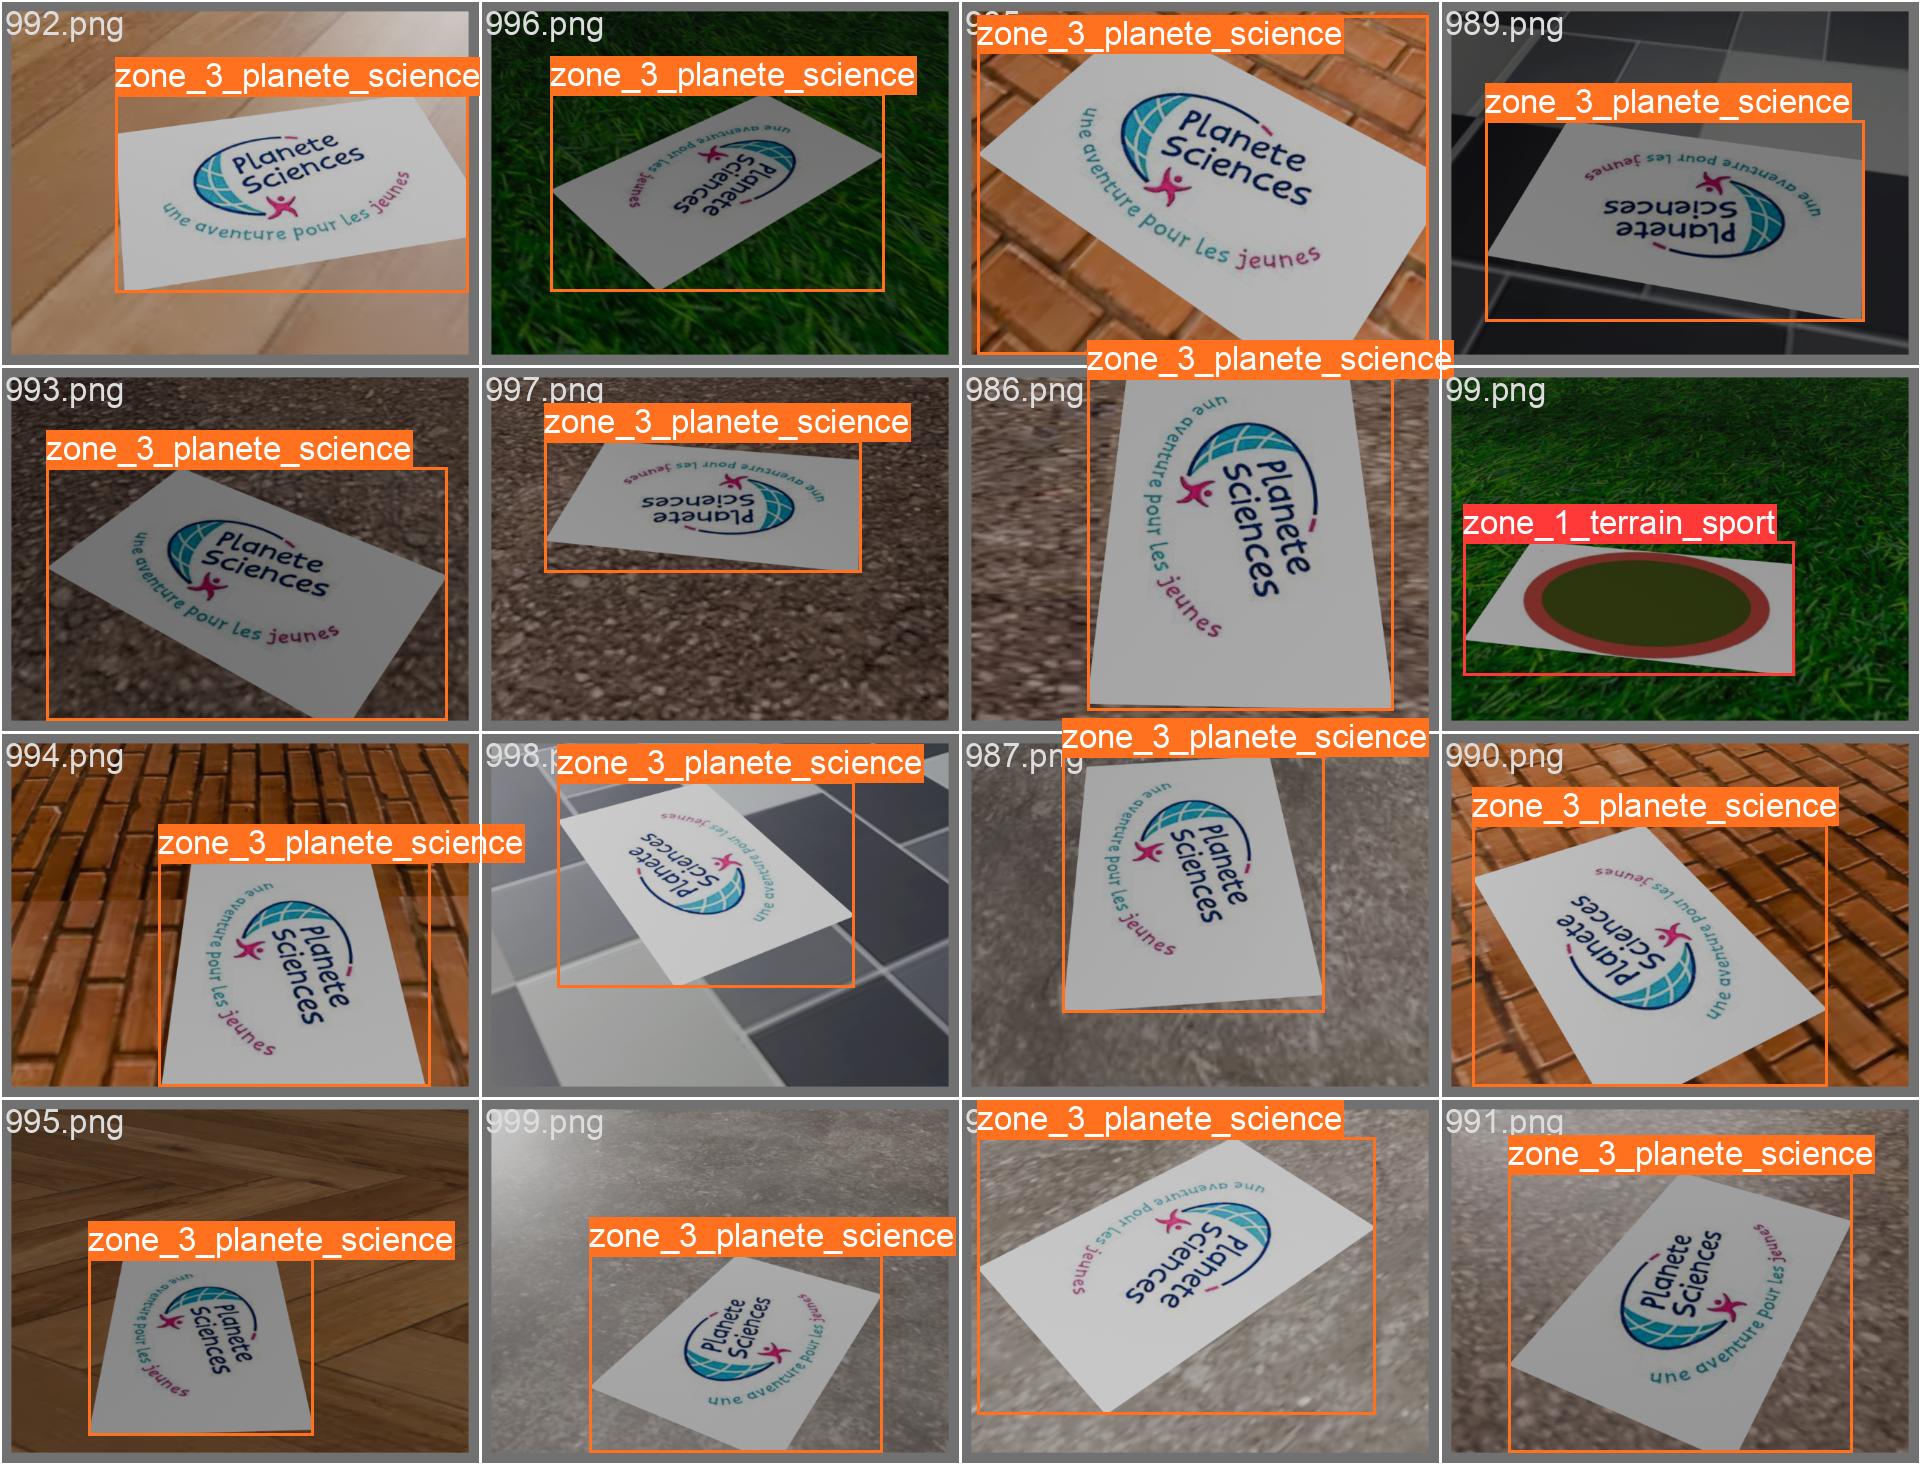 992.png
zone_3_planete_science
Planete
Sciences
une aventure pour les jeunes
996.png
zone_3_planete_science
une aventure pour les jeunes
Planete
Sciences
zone_3_planete_science
Planete
Sciences
une aventure pour les jeunes
989.png
zone_3_planete_science
une aventure pour les jeunes
Planete
Sciences
993.png
zone_3_planete_science
Planete
Sciences
une aventure pour les jeunes
997.png
zone_3_planete_science
une aventure pour les jeunes
Planete
Sciences
986.png
zone_3_planete_science
une aventure pour les jeunes
Planete
Sciences
99.png
zone_1_terrain_sport
994.png
zone_3_planete_science
une aventure pour les jeunes
Planete
Sciences
998.
zone_3_planete_science
Planete
Sciences
une aventure pour les jeunes
987.png
zone_3_planete_science
une aventure pour les jeunes
Planete
Sciences
990.png
zone_3_planete_science
Planete
Sciences
une aventure pour les jeunes
995.png
zone_3_planete_science
une aventure pour les jeunes
Planete
Sciences
999.png
zone_3_planete_science
Planete
Sciences
une aventure pour les jeunes
9
zone_3_planete_science
une aventure pour les jeunes
Planete
Sciences
991.png
zone_3_planete_science
Planete
Sciences
une aventure pour les jeunes